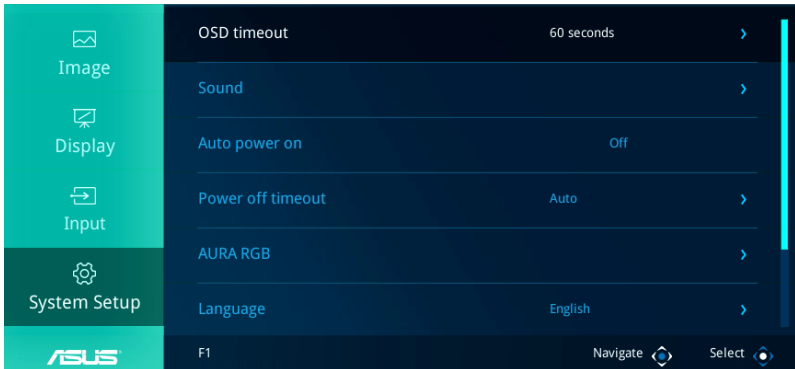 Image
Display
Input
System Setup
ASUS
OSD timeout 60 seconds
Sound
Auto power on Off
Power off timeout Auto
AURA RGB
Language English
F1 Navigate Select